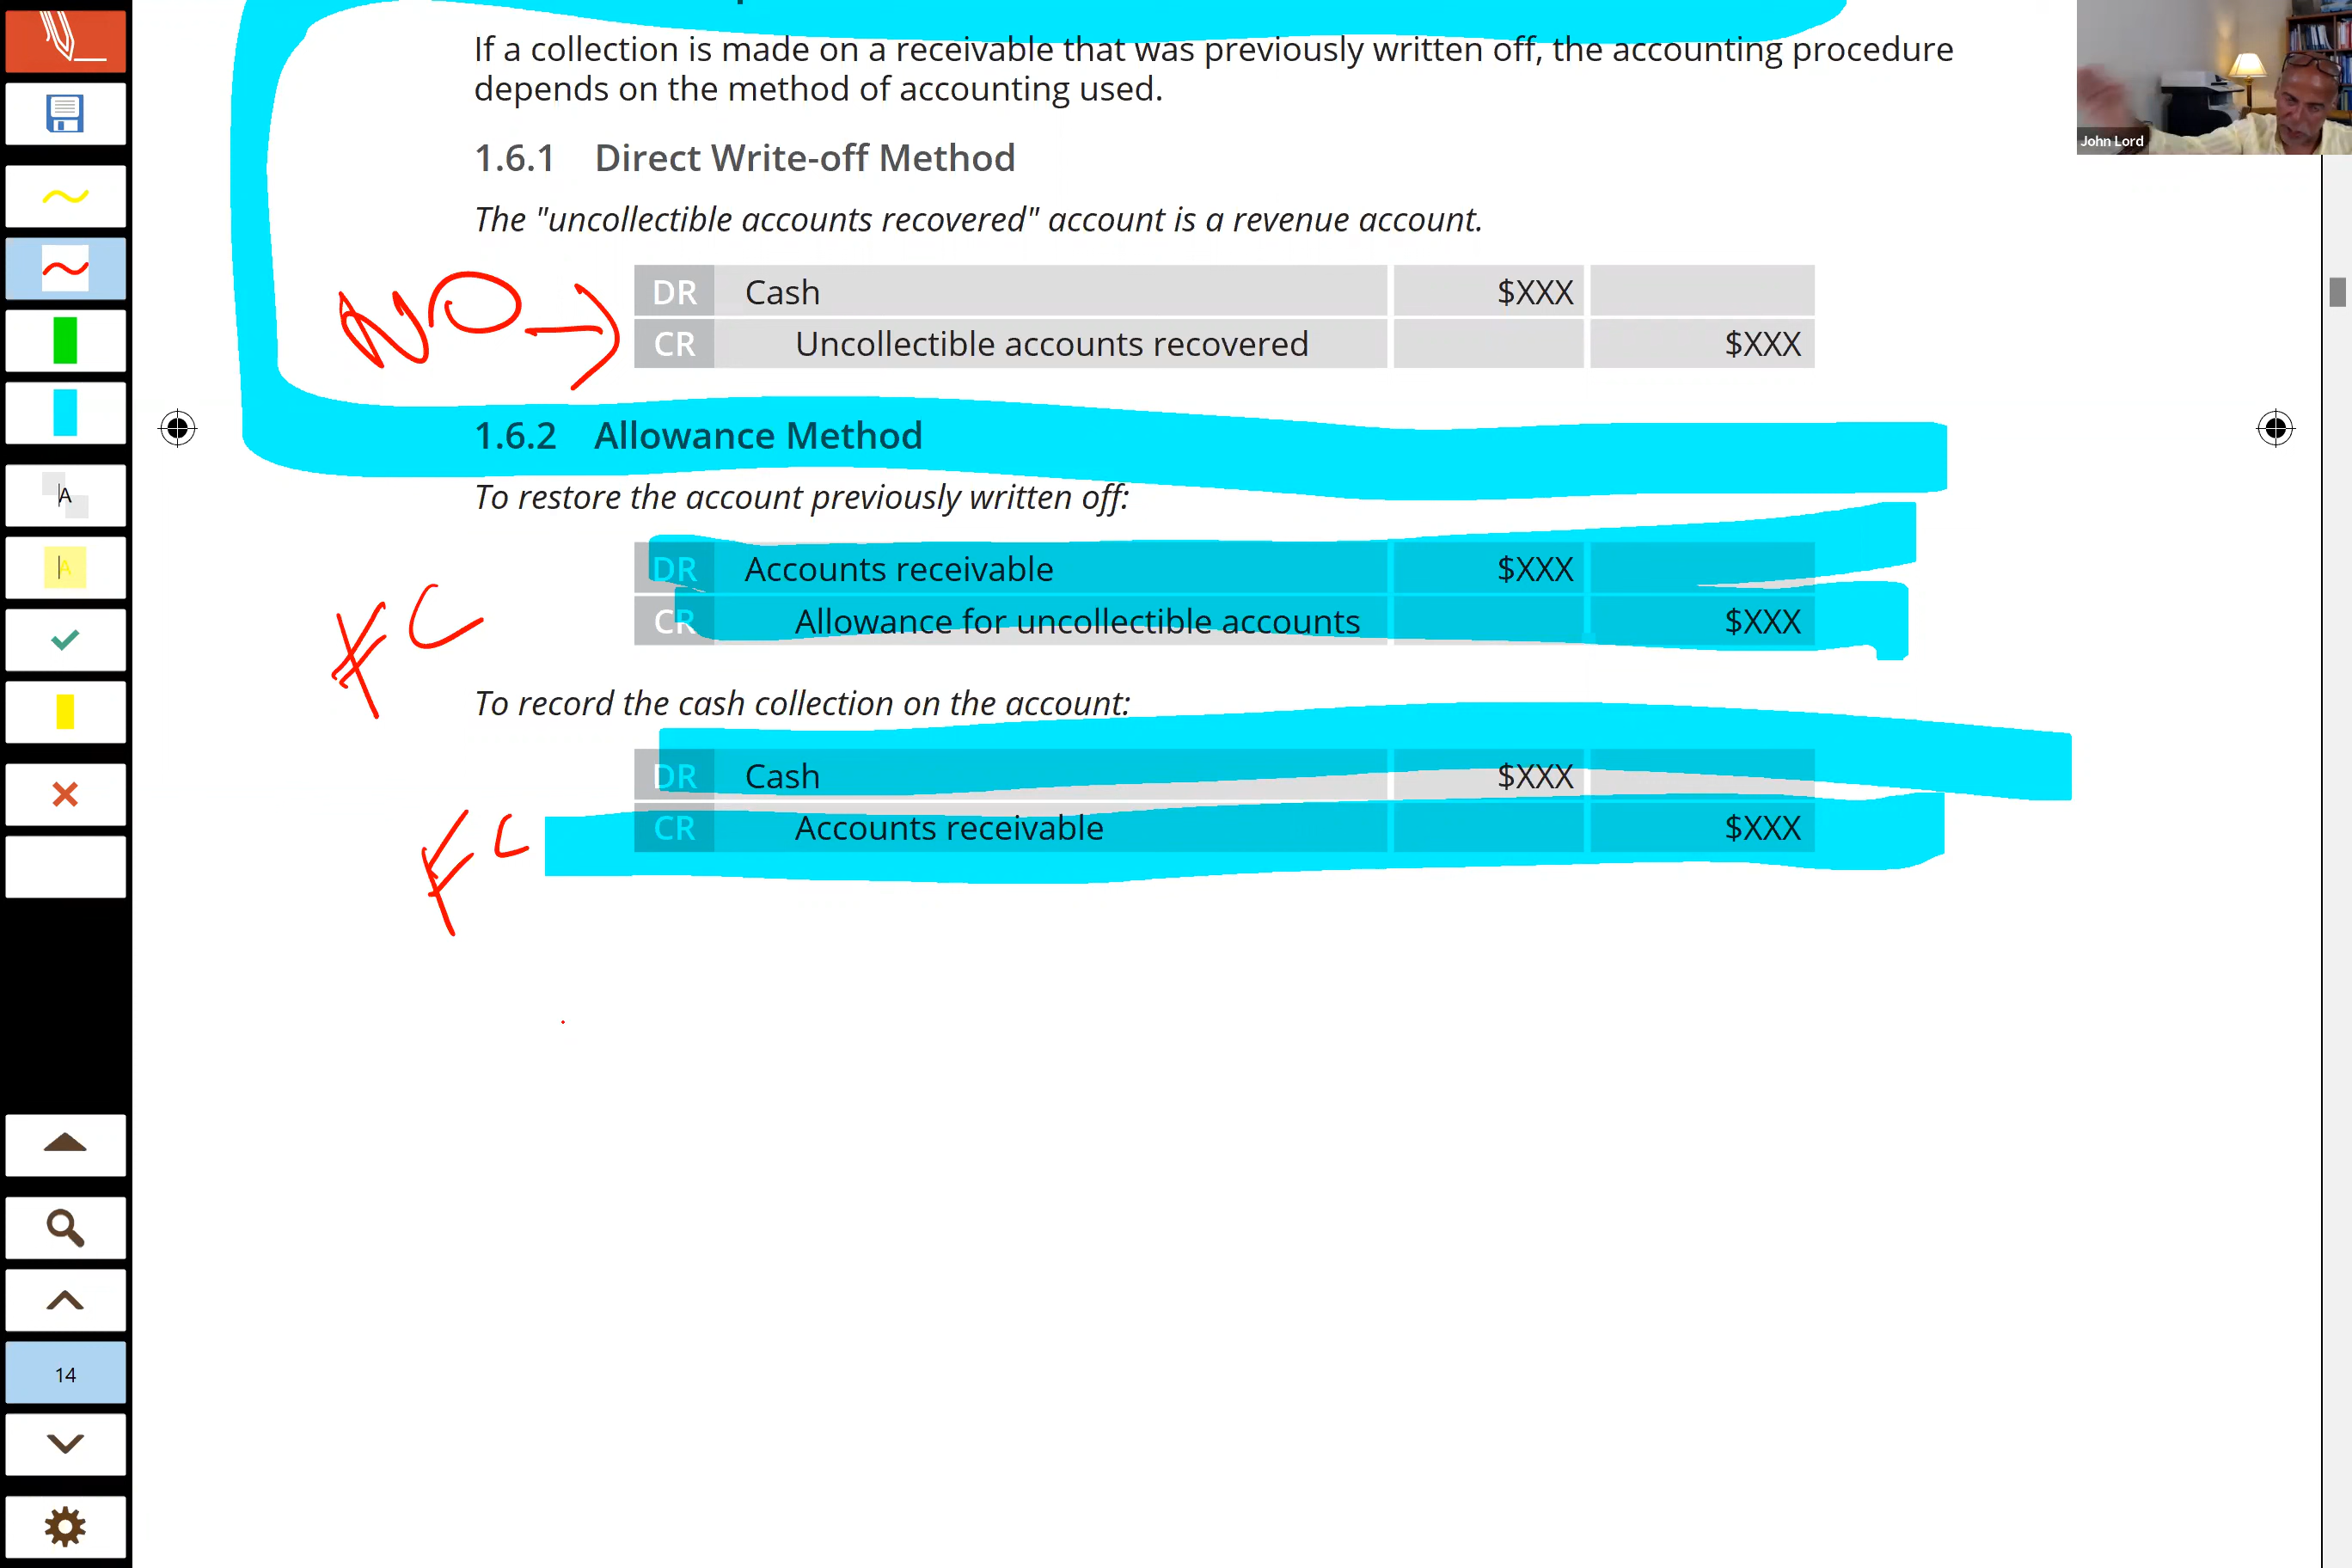 If a collection is made on a receivable that was previously written off, the accounting procedure
depends on the method of accounting used.
John Lord
1.6.1 Direct Write-off Method
The "uncollectible accounts recovered" account is a revenue account.
NO
DR Cash $XXX
CR Uncollectible accounts recovered $XXX
1.6.2 Allowance Method
To restore the account previously written off:
A
DR Accounts receivable $XXX
A
CR Allowance for uncollectible accounts $XXX
To record the cash collection on the account:
DR Cash $XXX
CR Accounts receivable $XXX
14